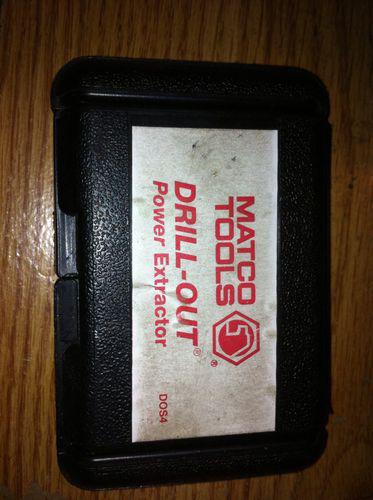 MATCO
TOOLS®
DRILL-OUT®
Power Extractor
DOS4